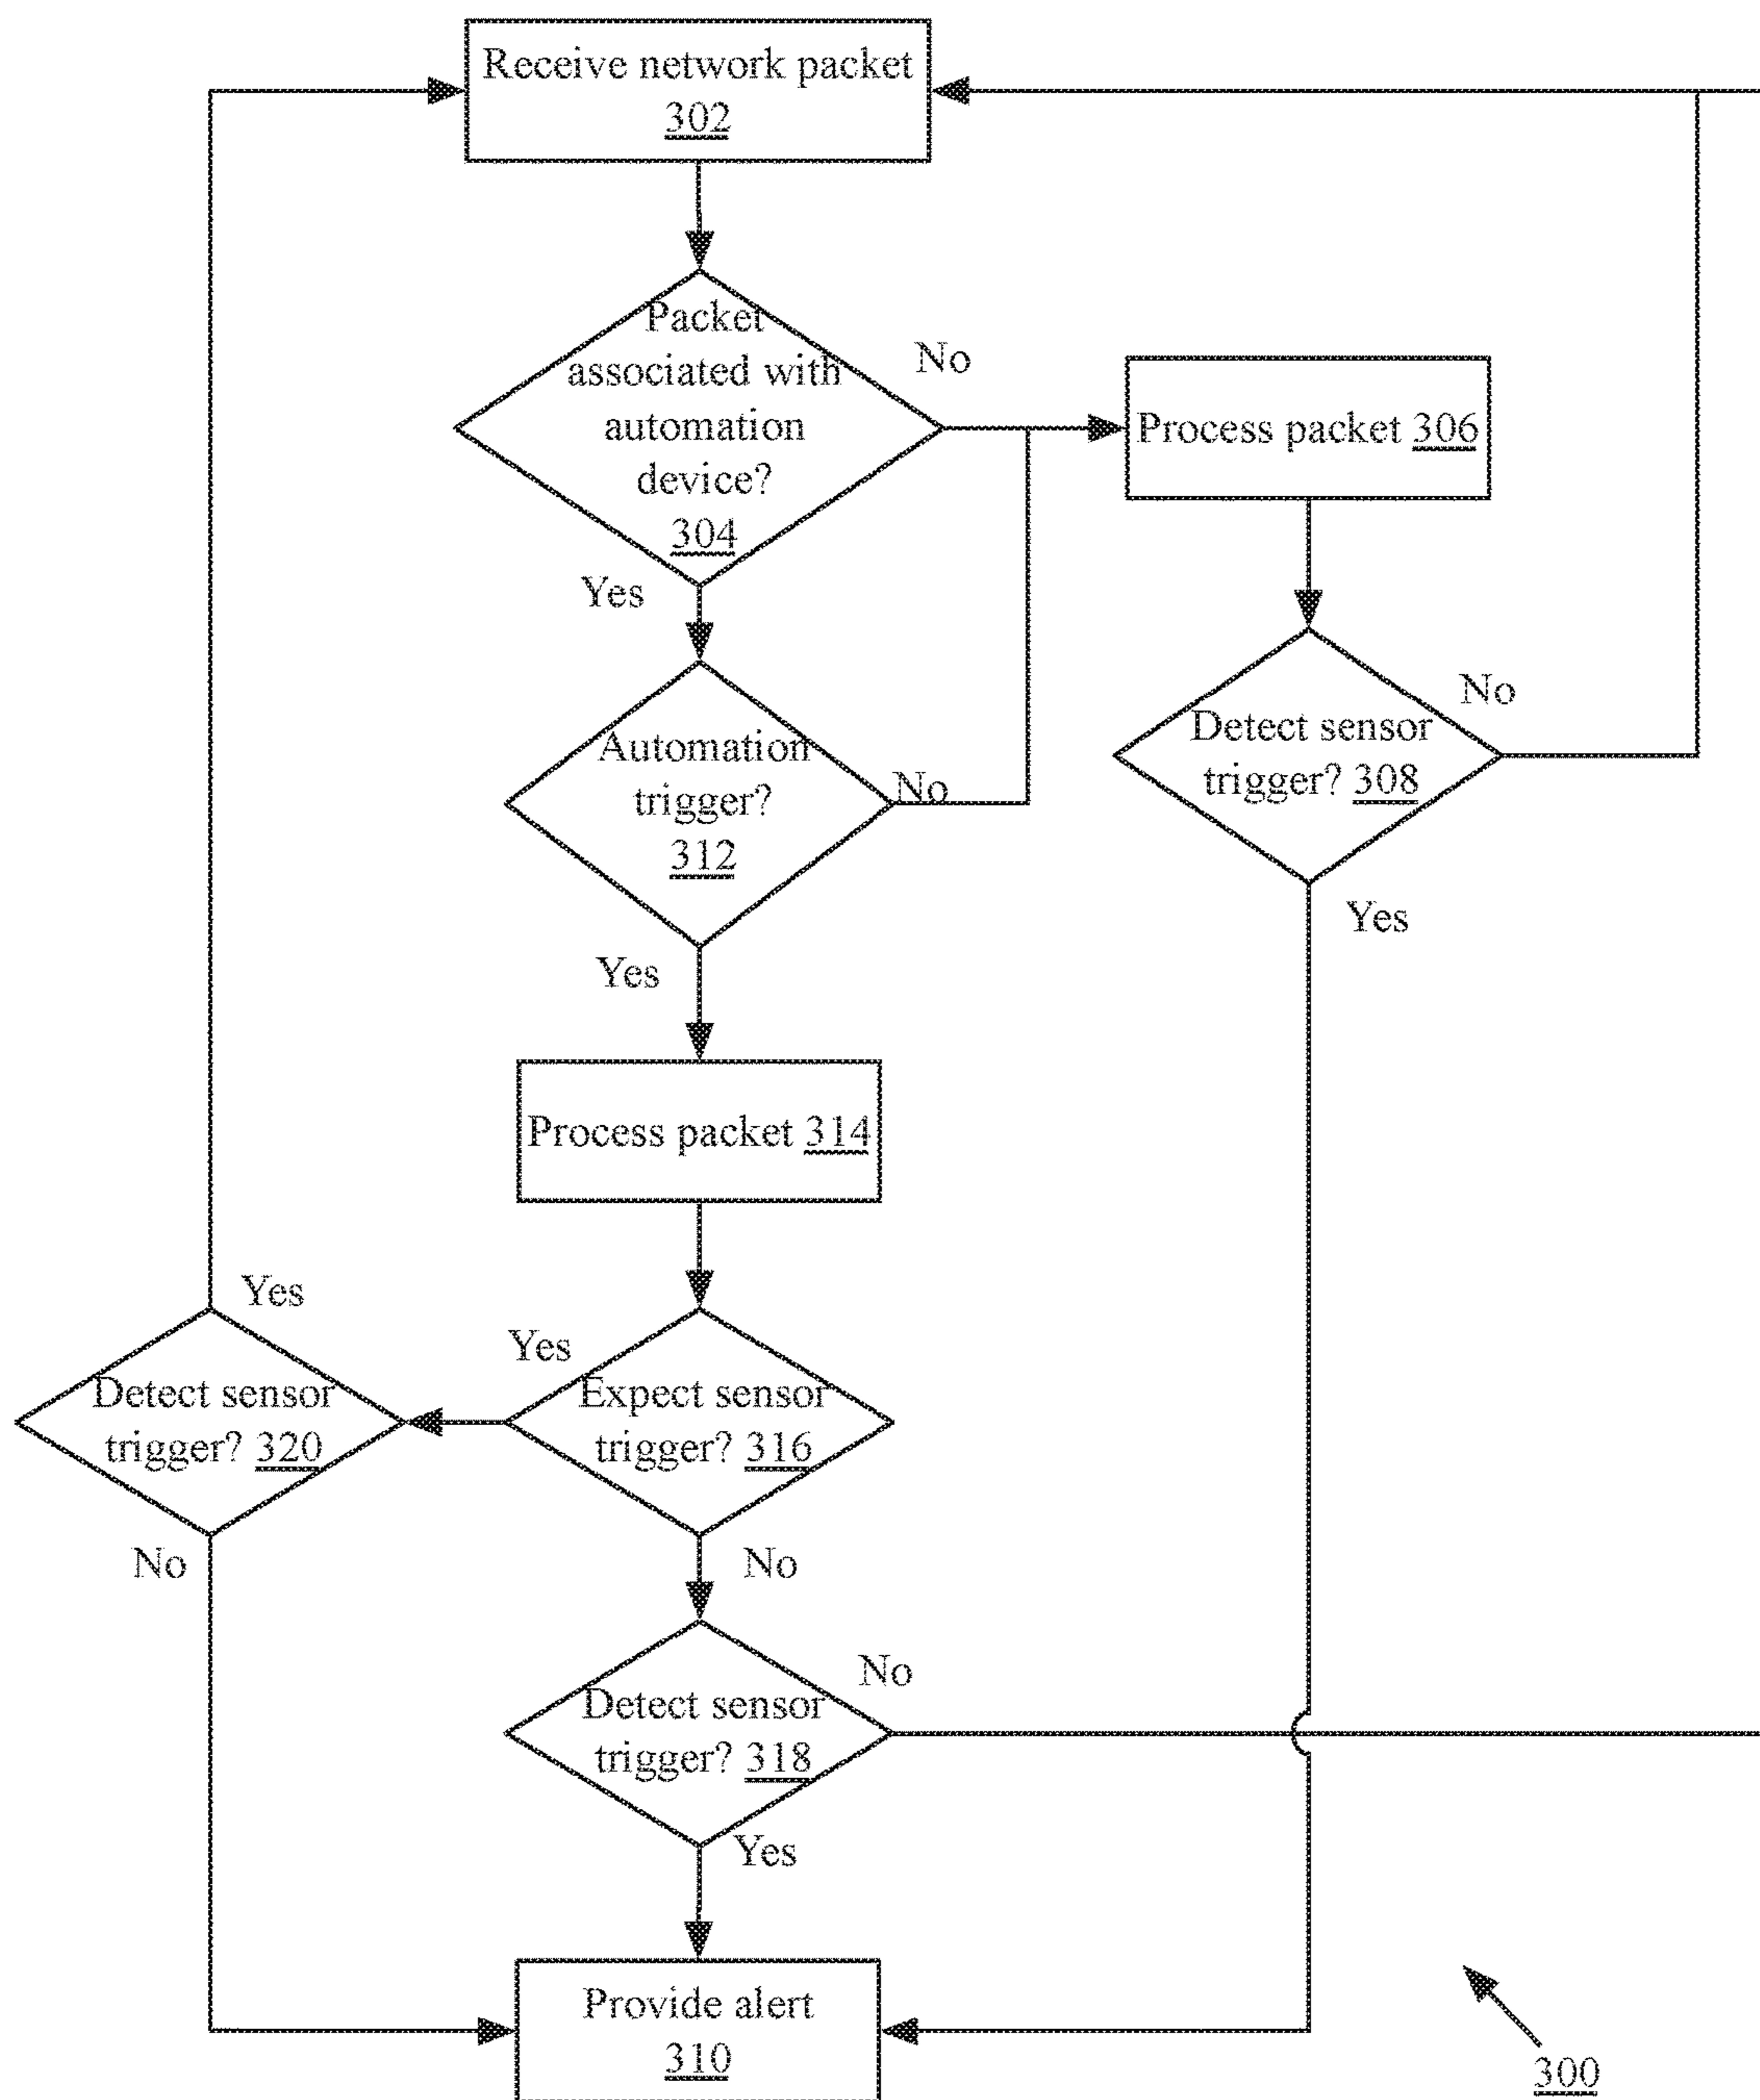 Receive network packet
302
Packet
associated with
automation
device?
304
No
Yes
Process packet 306
Automation
trigger?
312
No
Yes
Detect sensor
trigger? 308
No
Yes
Process packet 314
Expect sensor
trigger? 316
Yes
No
Detect sensor
trigger? 320
Yes
No
Detect sensor
trigger? 318
No
Yes
Provide alert
310
300